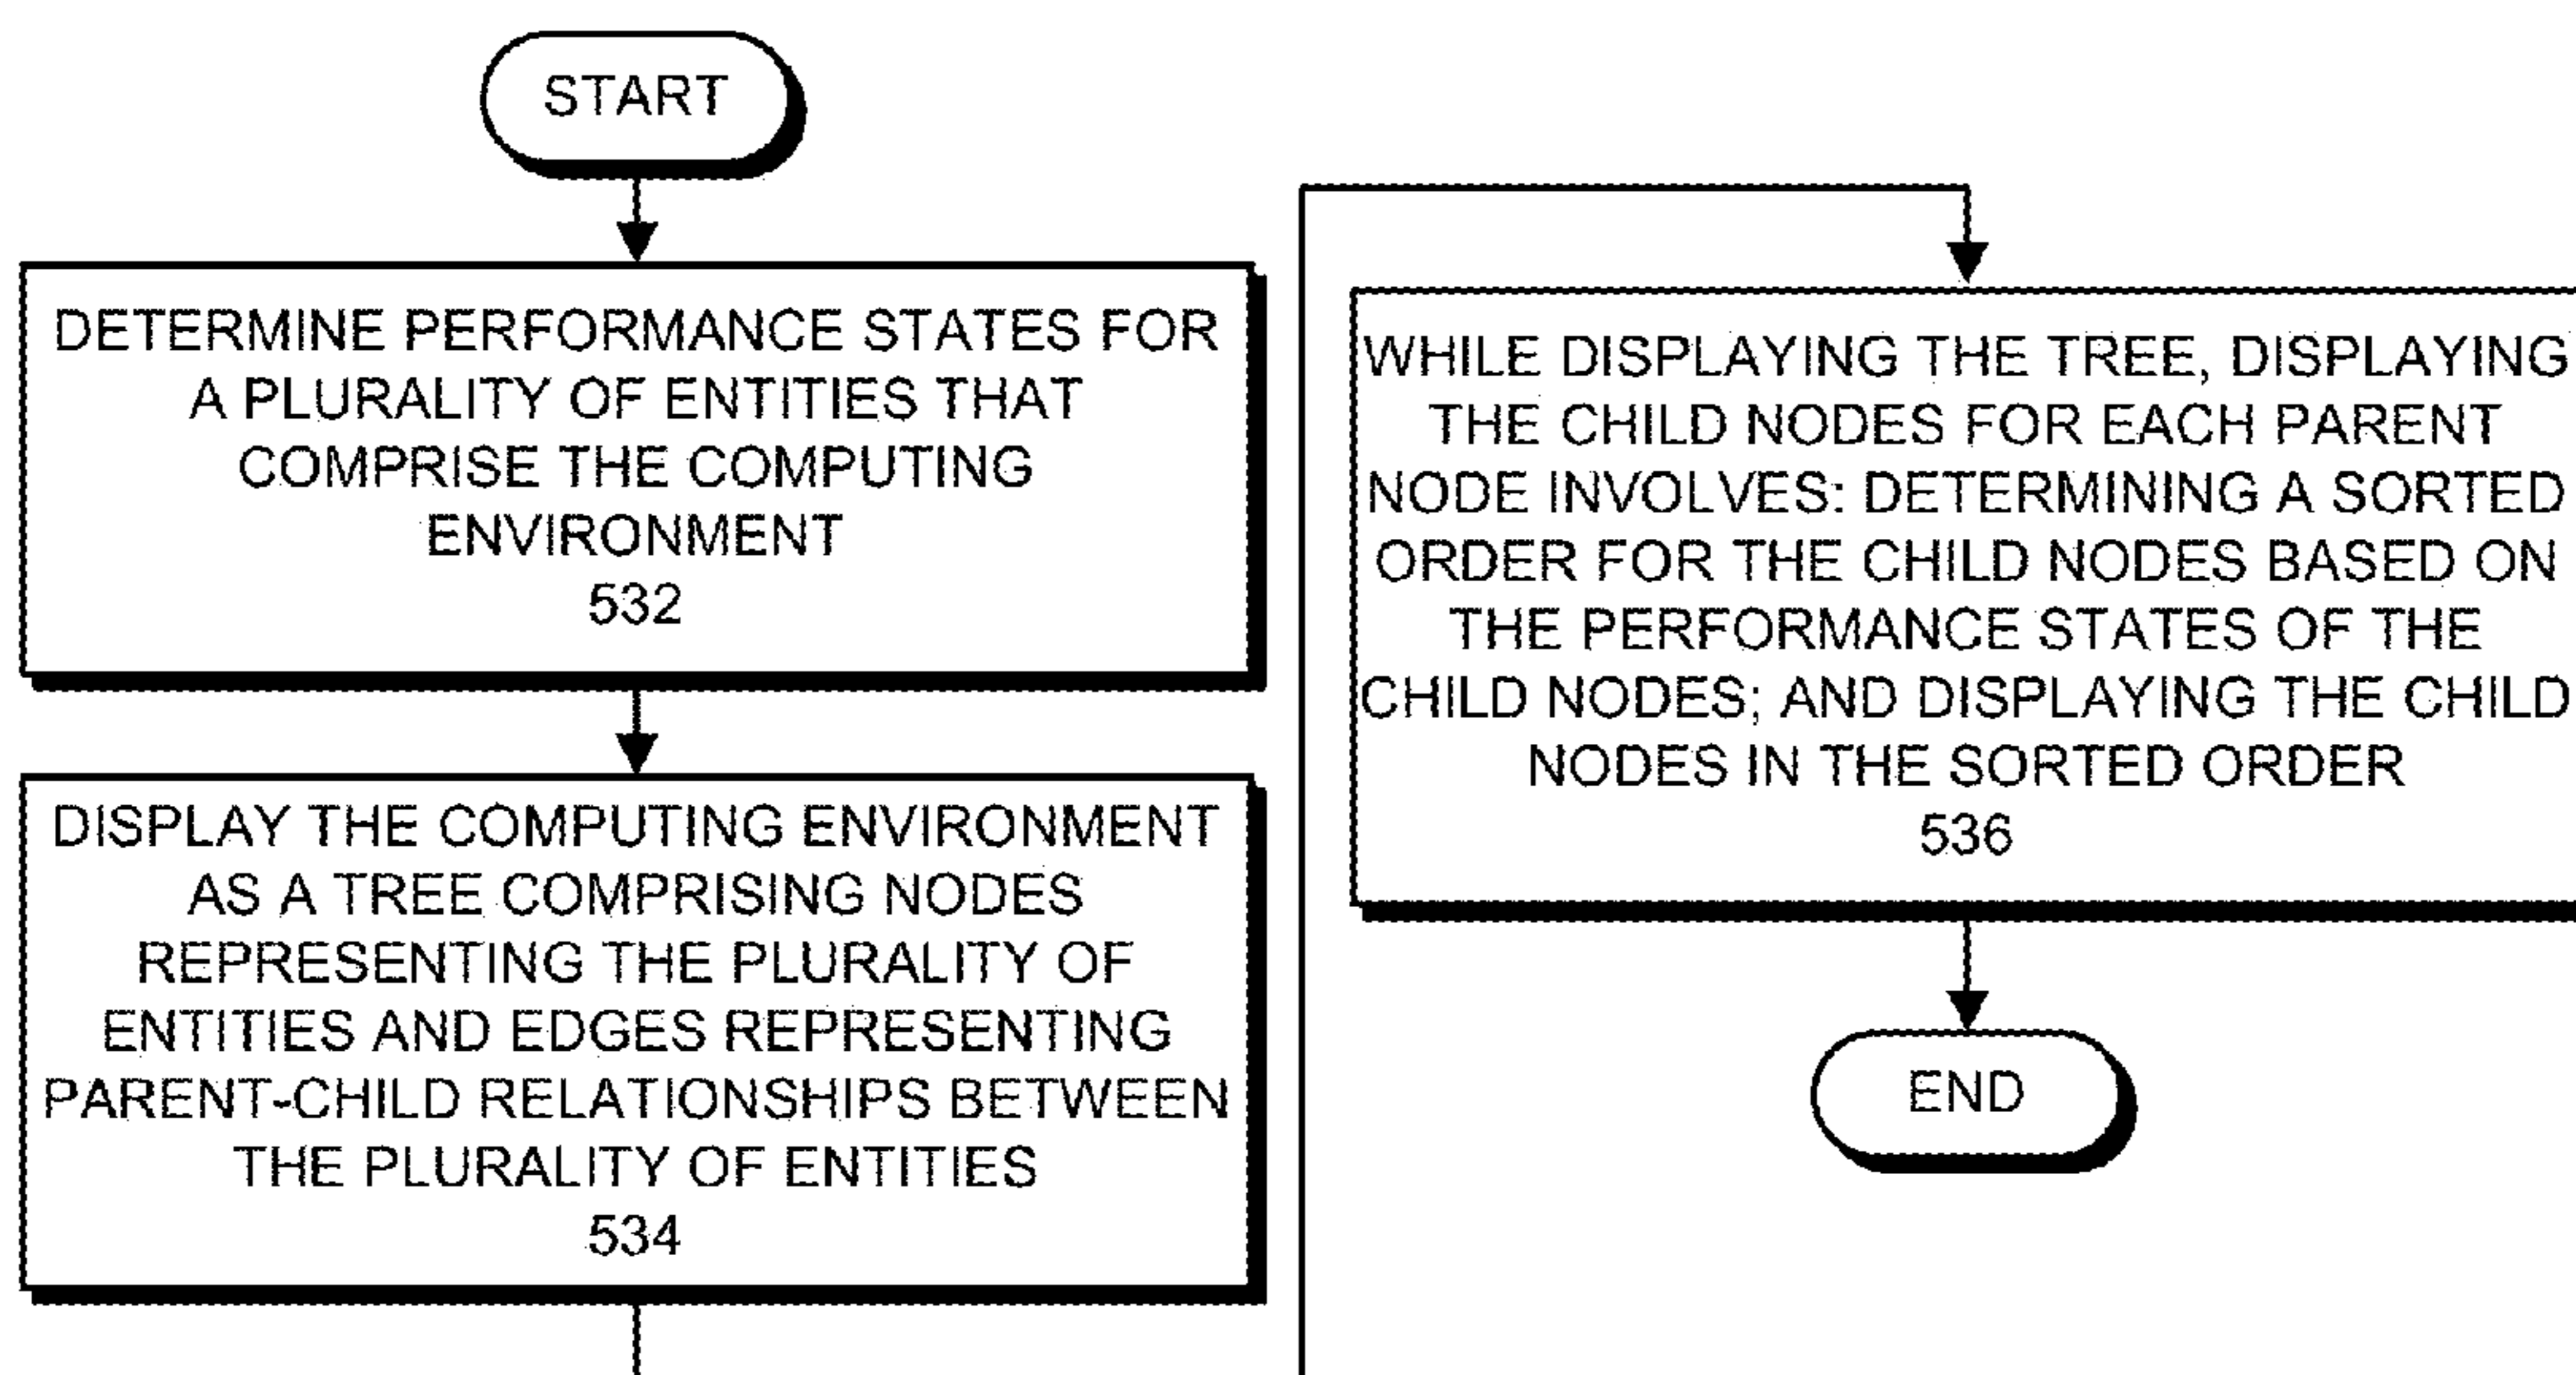 START
DETERMINE PERFORMANCE STATES FOR
A PLURALITY OF ENTITIES THAT
COMPRISE THE COMPUTING
ENVIRONMENT
532
DISPLAY THE COMPUTING ENVIRONMENT
AS A TREE COMPRISING NODES
REPRESENTING THE PLURALITY OF
ENTITIES AND EDGES REPRESENTING
PARENT-CHILD RELATIONSHIPS BETWEEN
THE PLURALITY OF ENTITIES
534
WHILE DISPLAYING THE TREE, DISPLAYING
THE CHILD NODES FOR EACH PARENT
NODE INVOLVES: DETERMINING A SORTED
ORDER FOR THE CHILD NODES BASED ON
THE PERFORMANCE STATES OF THE
CHILD NODES; AND DISPLAYING THE CHILD
NODES IN THE SORTED ORDER
536
END